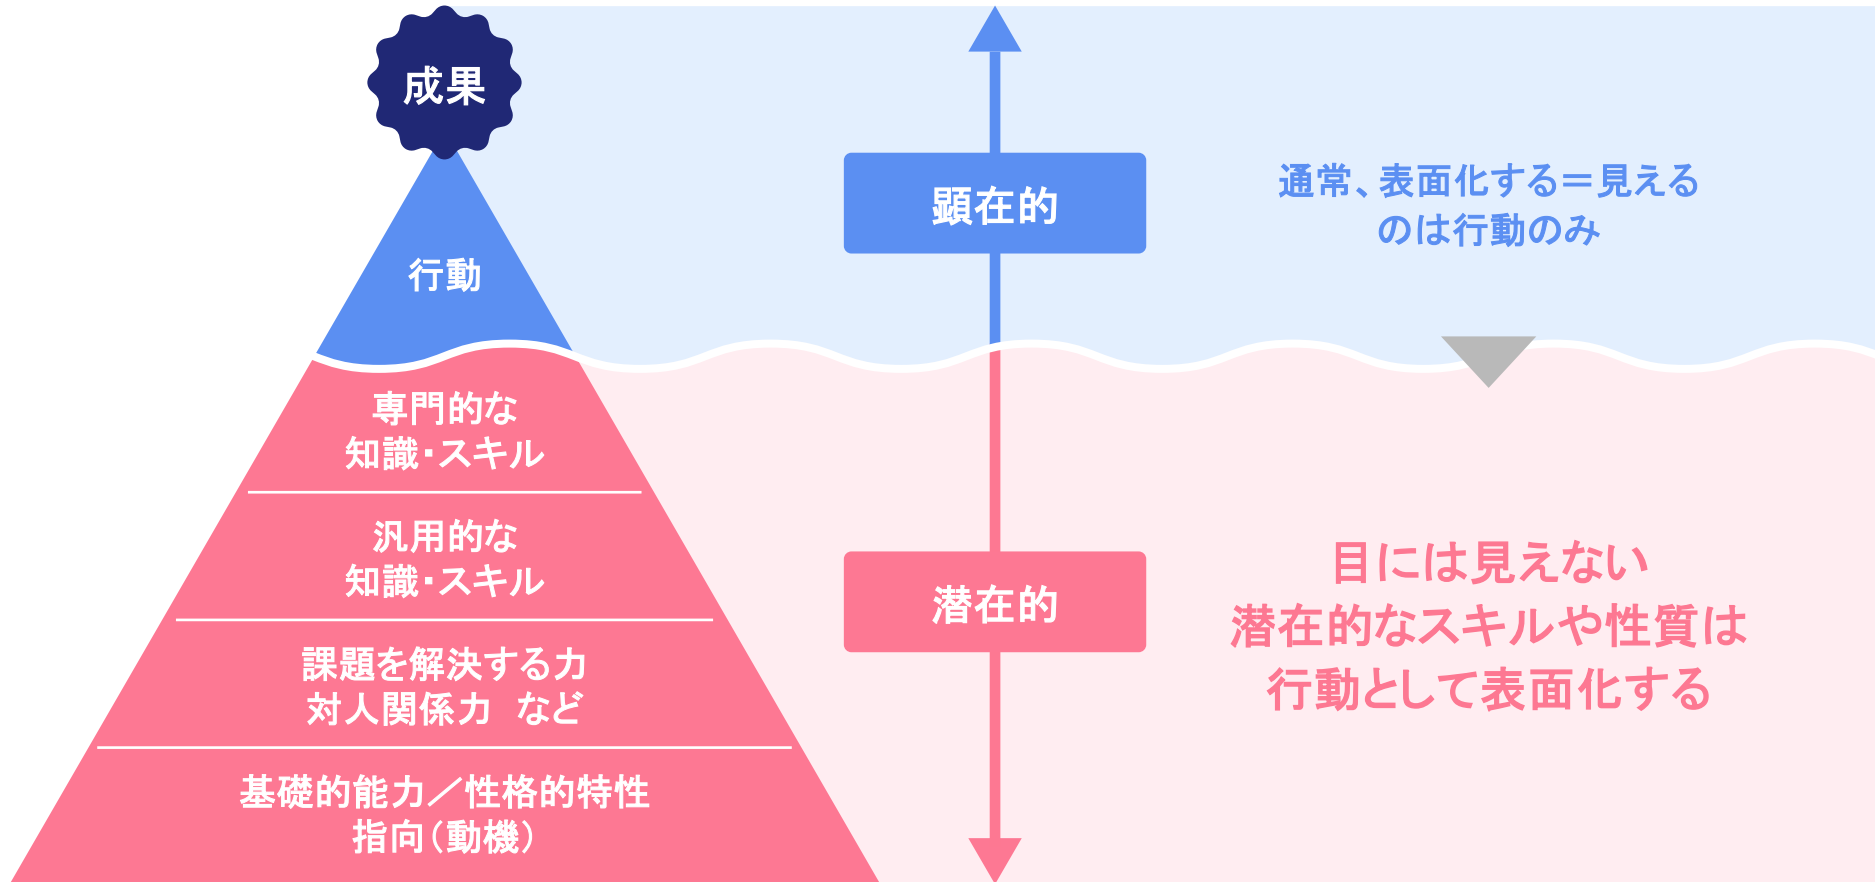 成果
行動
専門的な
知識・スキル
汎用的な
知識・スキル
課題を解決する力
対人関係力　など
基礎的能力／性格的特性
指向（動機）
顕在的
潜在的
通常、表面化する＝見える
のは行動のみ
目には見えない
潜在的なスキルや性質は
行動として表面化する